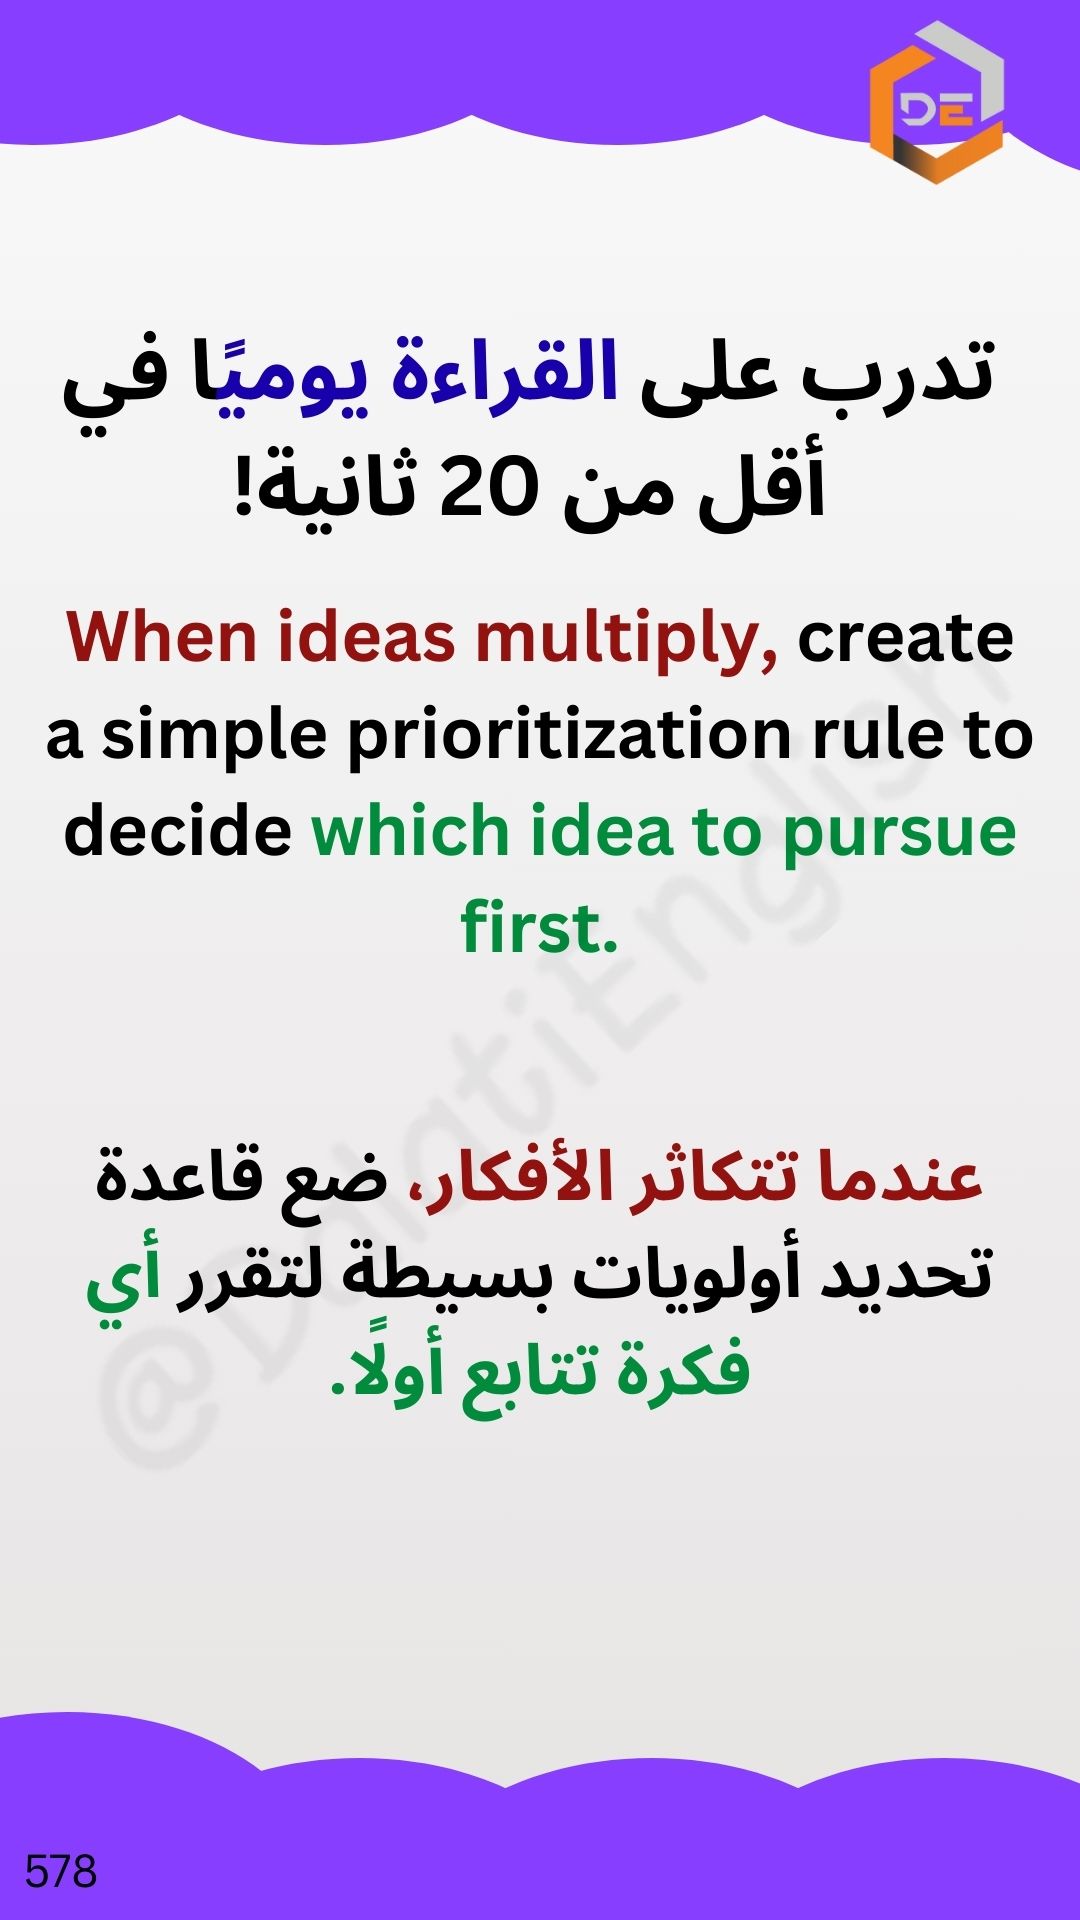 DE
تدرب على القراءة يوميًا في
أقل من 20 ثانية!
When ideas multiply, create
a simple prioritization rule to
decide which idea to pursue
first.
@DdatiEnglish
عندما تتكاثر الأفكار، ضع قاعدة
تحديد أولويات بسيطة لتقرر أي
فكرة تتابع أولًا.
578